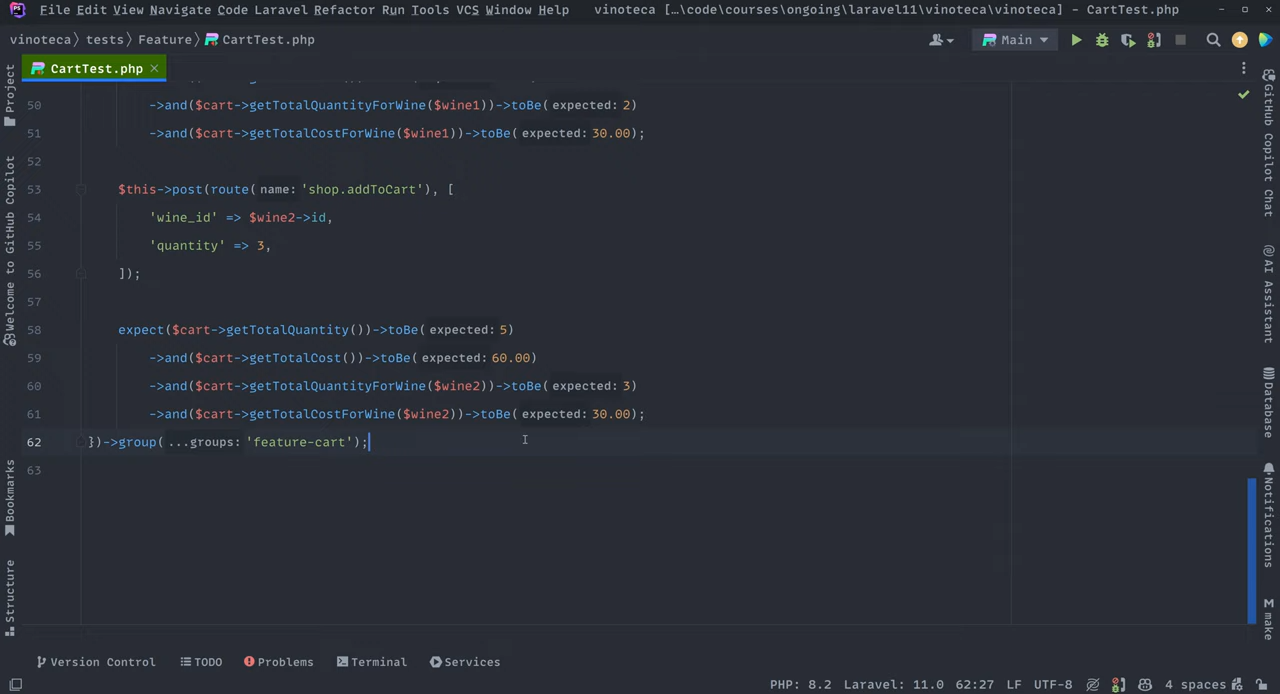 File Edit View Navigate Code Laravel Refactor Run Tools VCS Window Help vinoteca […\code\courses\ongoing\laravel11\vinoteca\vinoteca] - CartTest.php
vinoteca tests Feature CartTest.php Main
CartTest.php
50 ->and($cart->getTotalQuantityForWine($wine1))->toBe( expected: 2)
51 ->and($cart->getTotalCostForWine($wine1))->toBe( expected: 30.00);
52
53 $this->post(route( name: 'shop.addToCart'), [
54 'wine_id' => $wine2->id,
55 'quantity' => 3,
56 ]);
57
58 expect($cart->getTotalQuantity())->toBe( expected: 5)
59 ->and($cart->getTotalCost())->toBe( expected: 60.00)
60 ->and($cart->getTotalQuantityForWine($wine2))->toBe( expected: 3)
61 ->and($cart->getTotalCostForWine($wine2))->toBe( expected: 30.00);
62 })->group( ...groups: 'feature-cart');
63
Project
Welcome to GitHub Copilot
Bookmarks
Structure
GitHub Copilot Chat
AI Assistant
Database
Notifications
M make
Version Control TODO Problems Terminal Services
PHP: 8.2 Laravel: 11.0 62:27 LF UTF-8 4 spaces